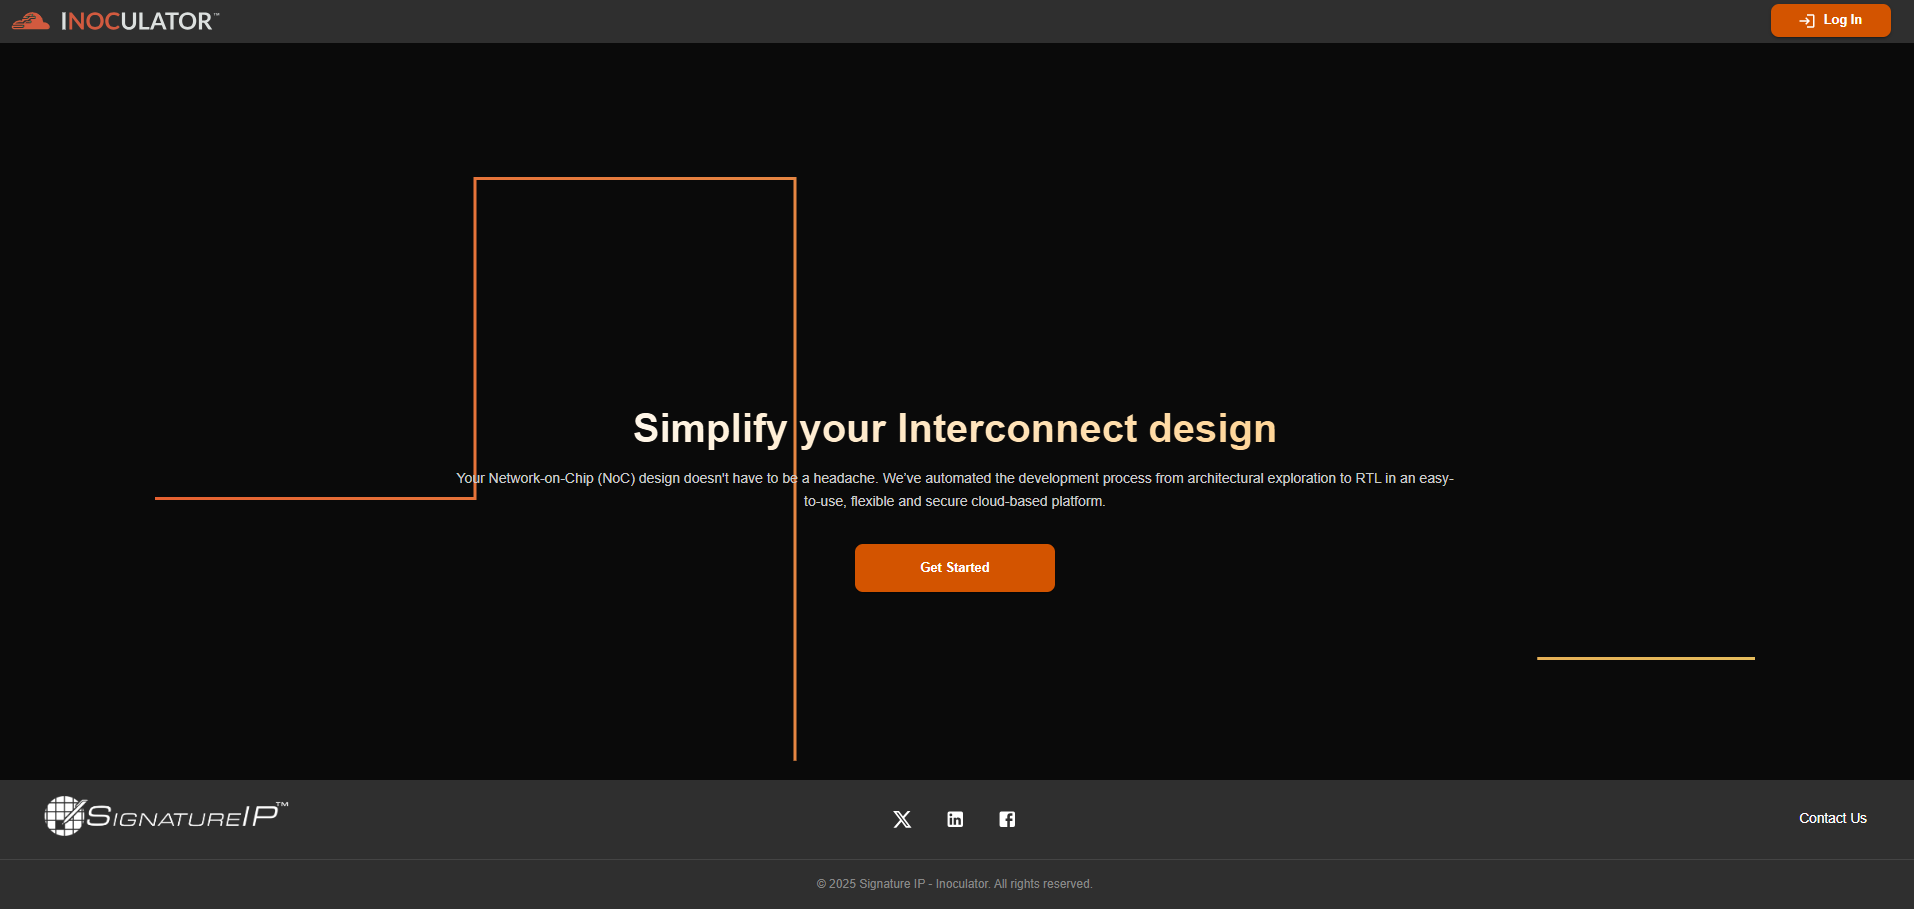 INOCULATOR™
Log In
Simplify your Interconnect design
Your Network-on-Chip (NoC) design doesn't have to be a headache. We've automated the development process from architectural exploration to RTL in an easy-
to-use, flexible and secure cloud-based platform.
Get Started
SIGNATUREIP™
Contact Us
© 2025 Signature IP - Inoculator. All rights reserved.